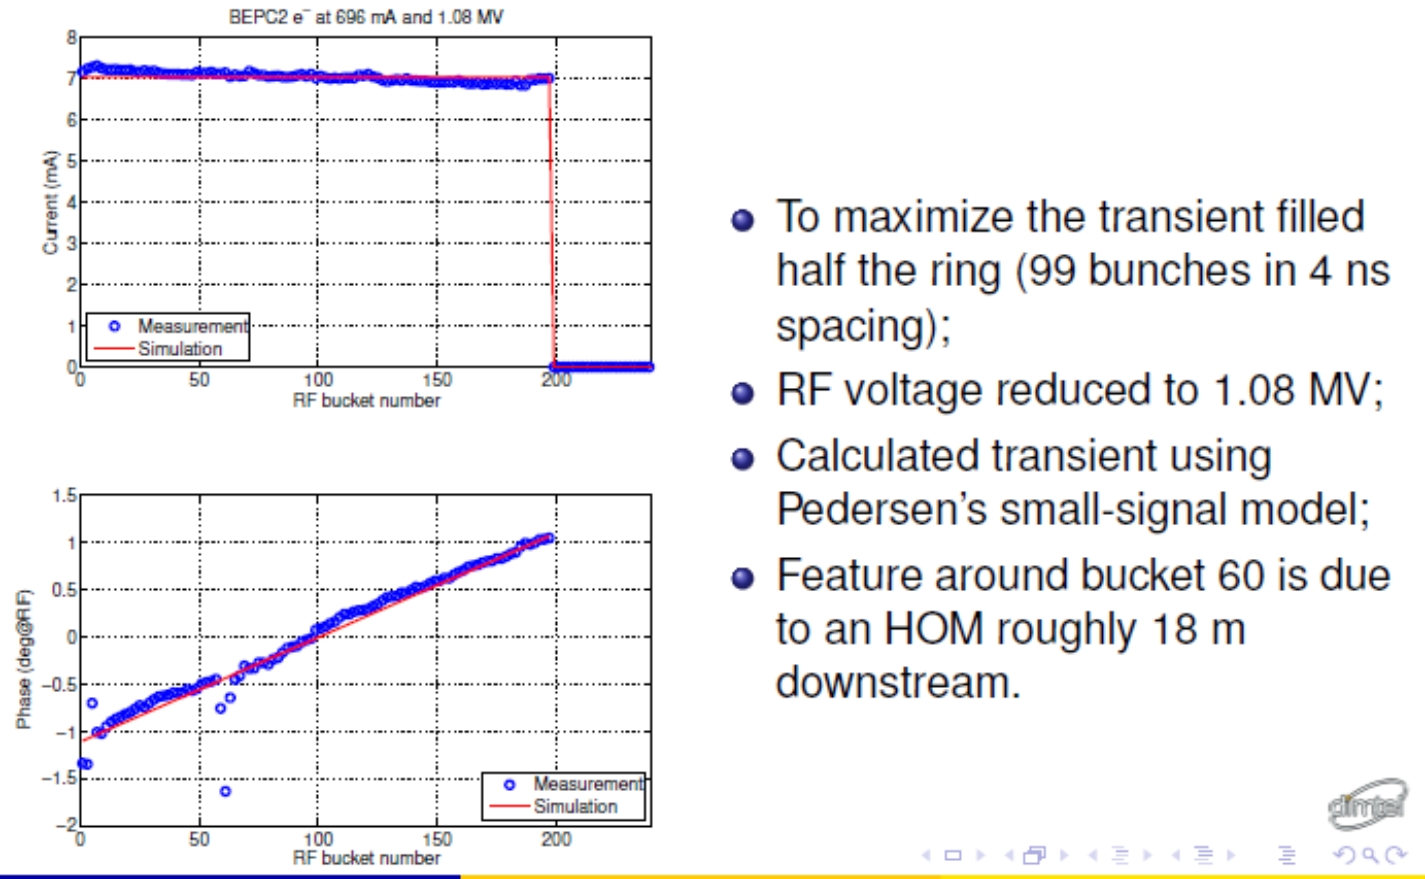 BEPC2 e− at 696 mA and 1.08 MV
8
7
6
5
4
3
2
1
0
Current (mA)
Measurement
Simulation
0 50 100 150 200
RF bucket number
1.5
1
0.5
0
−0.5
−1
−1.5
−2
Phase (deg@RF)
Measurement
Simulation
0 50 100 150 200
RF bucket number
To maximize the transient filled
half the ring (99 bunches in 4 ns
spacing);
RF voltage reduced to 1.08 MV;
Calculated transient using
Pedersen's small-signal model;
Feature around bucket 60 is due
to an HOM roughly 18 m
downstream.
dimtel